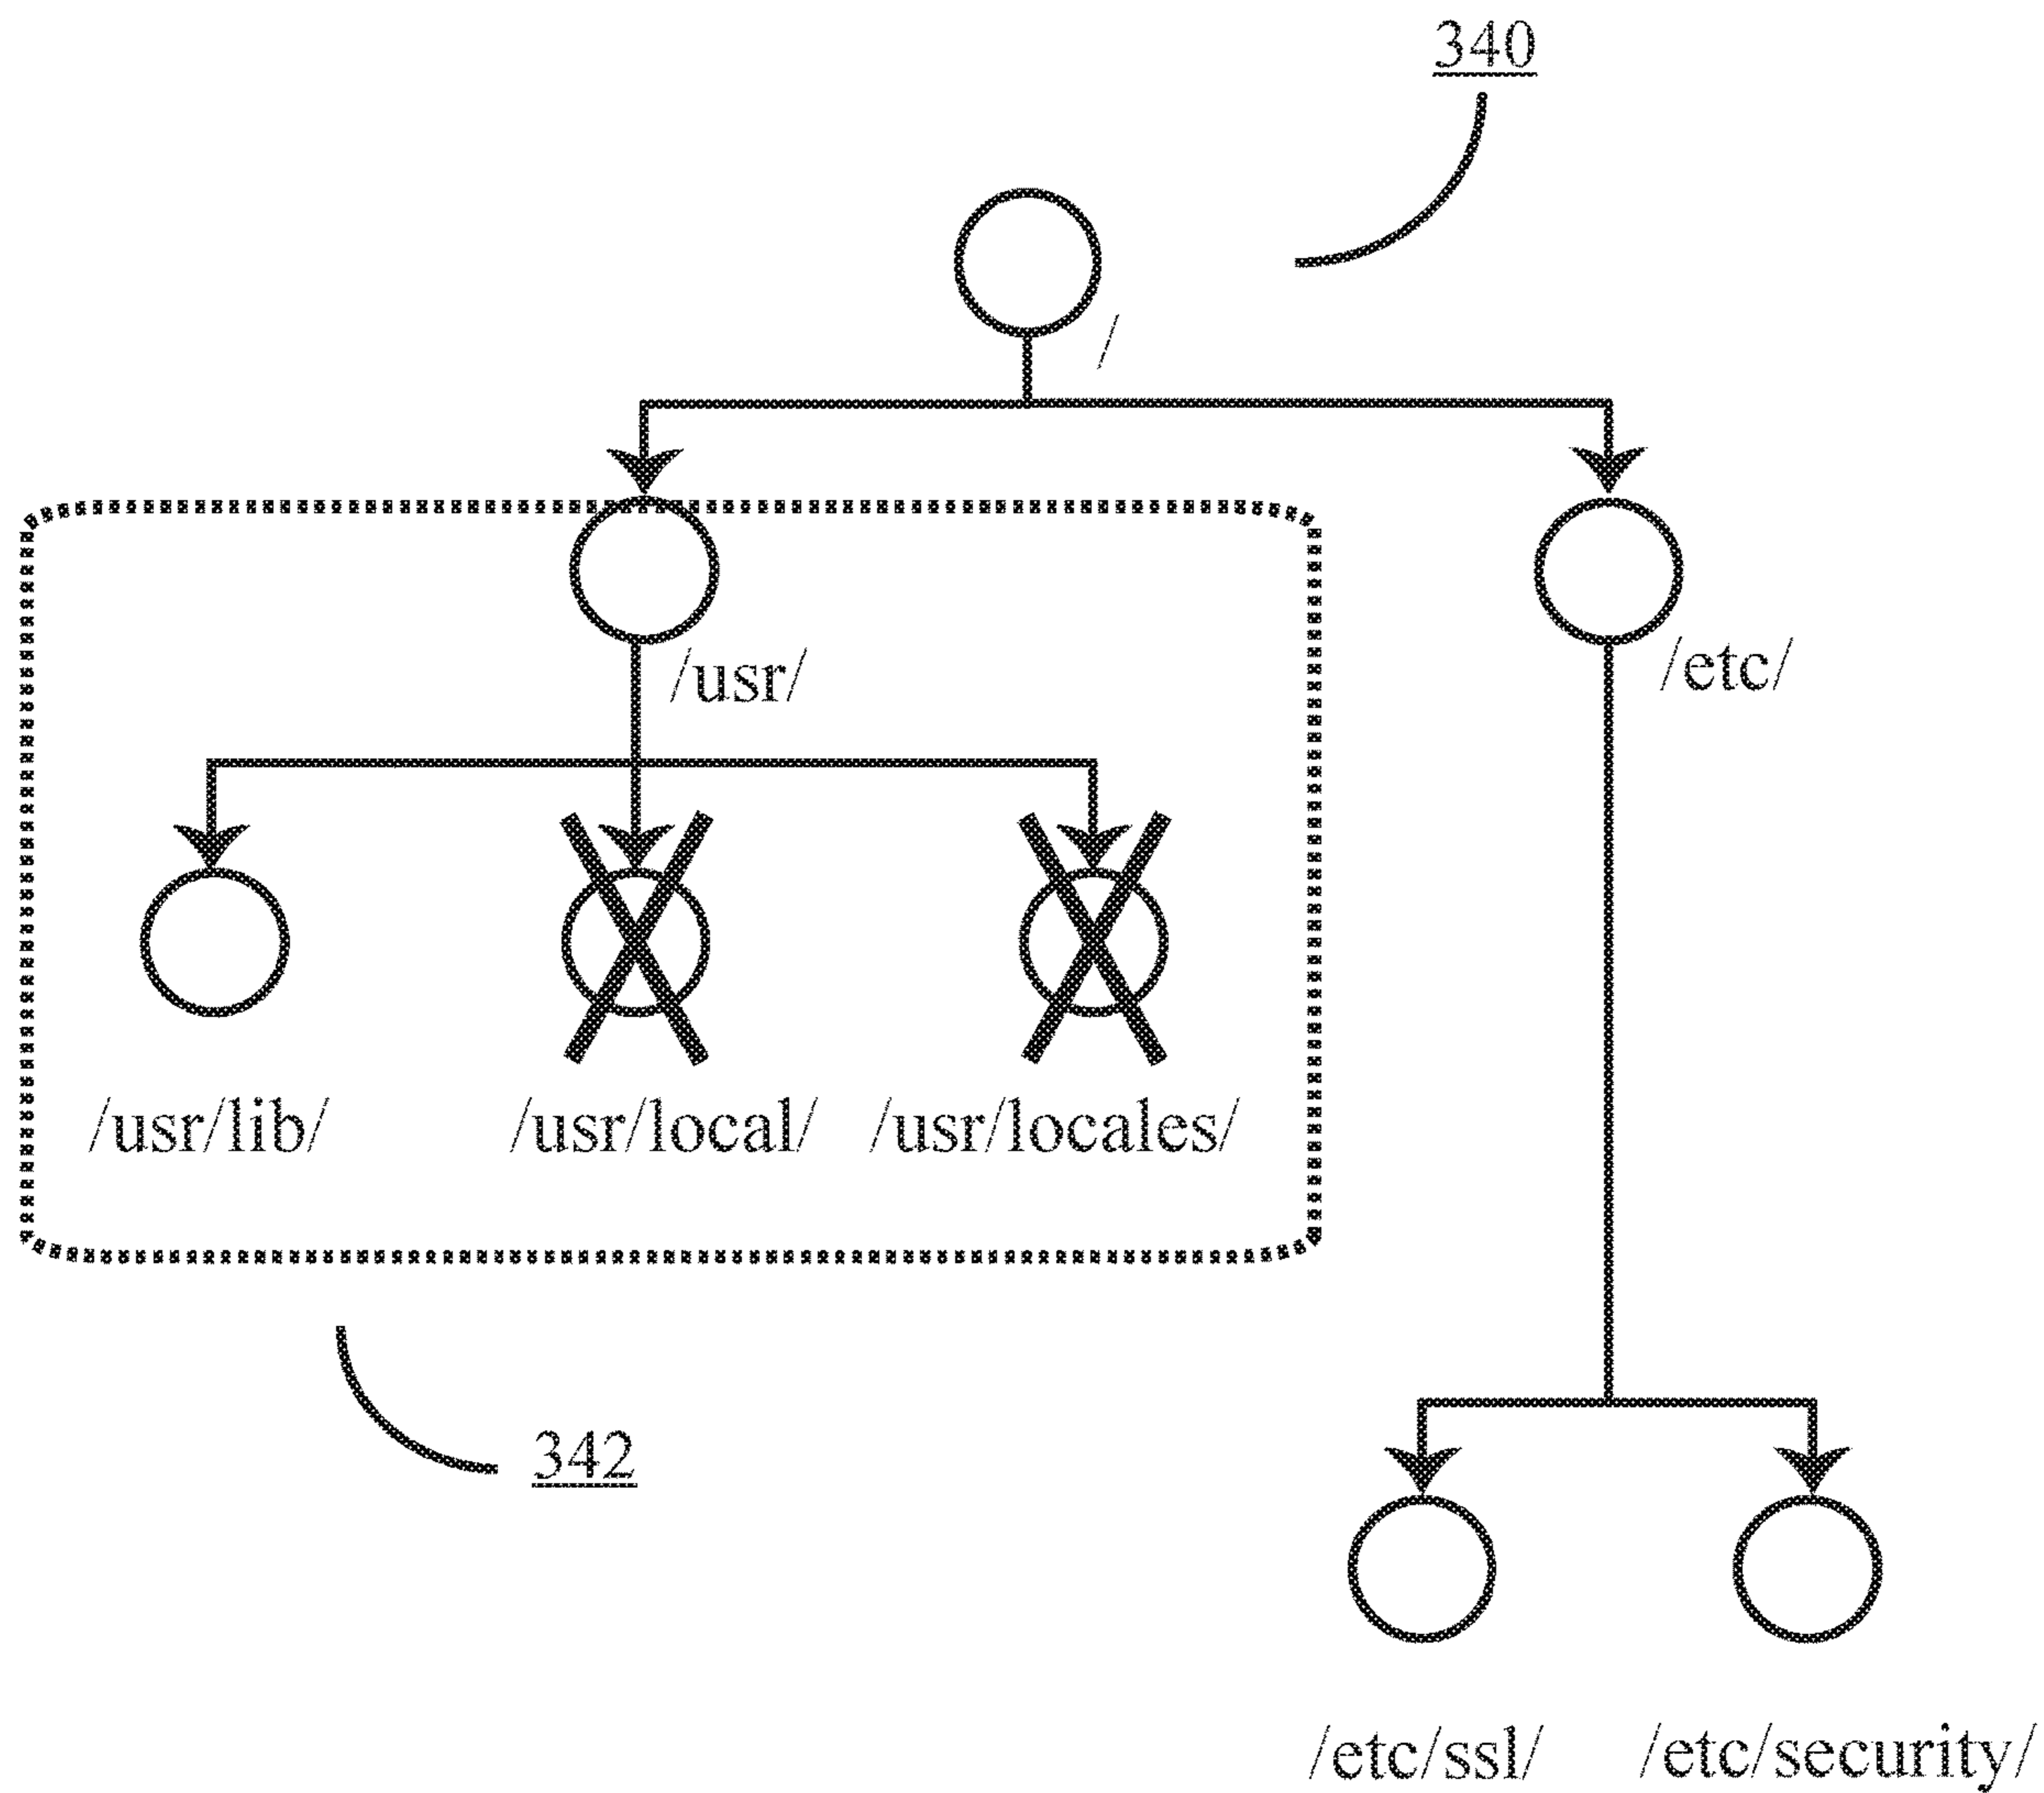 340
/
/usr/
/etc/
/usr/lib/
/usr/local/
/usr/locales/
342
/etc/ssl/
/etc/security/